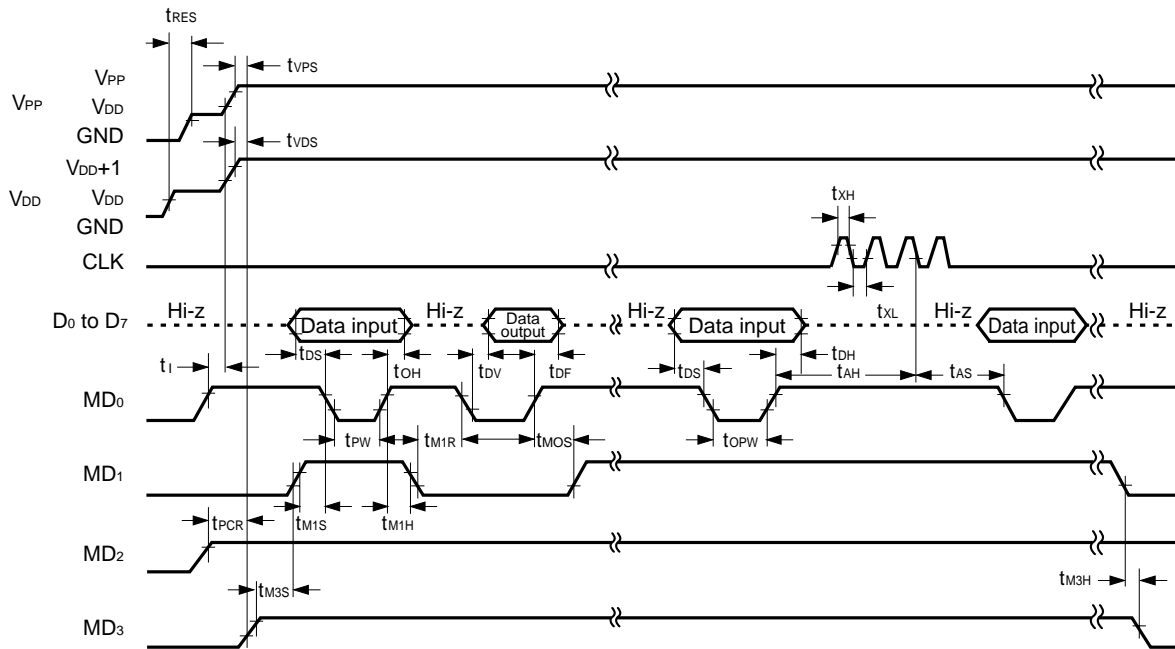 tRES
VPP
tVPS
VPP
VDD
GND
tVDS
VDD+1
VDD
VDD
GND
tXH
CLK
tXL
D0 to D7
Hi-z
Data input
Hi-z
Data output
Hi-z
Data input
Hi-z
Data input
Hi-z
tI
tDS
tOH
tDV
tDF
tDS
tDH
tAH
tAS
MD0
tPW
tM1R
tMOS
tOPW
MD1
tPCR
tM1S
tM1H
MD2
tM3S
tM3H
MD3